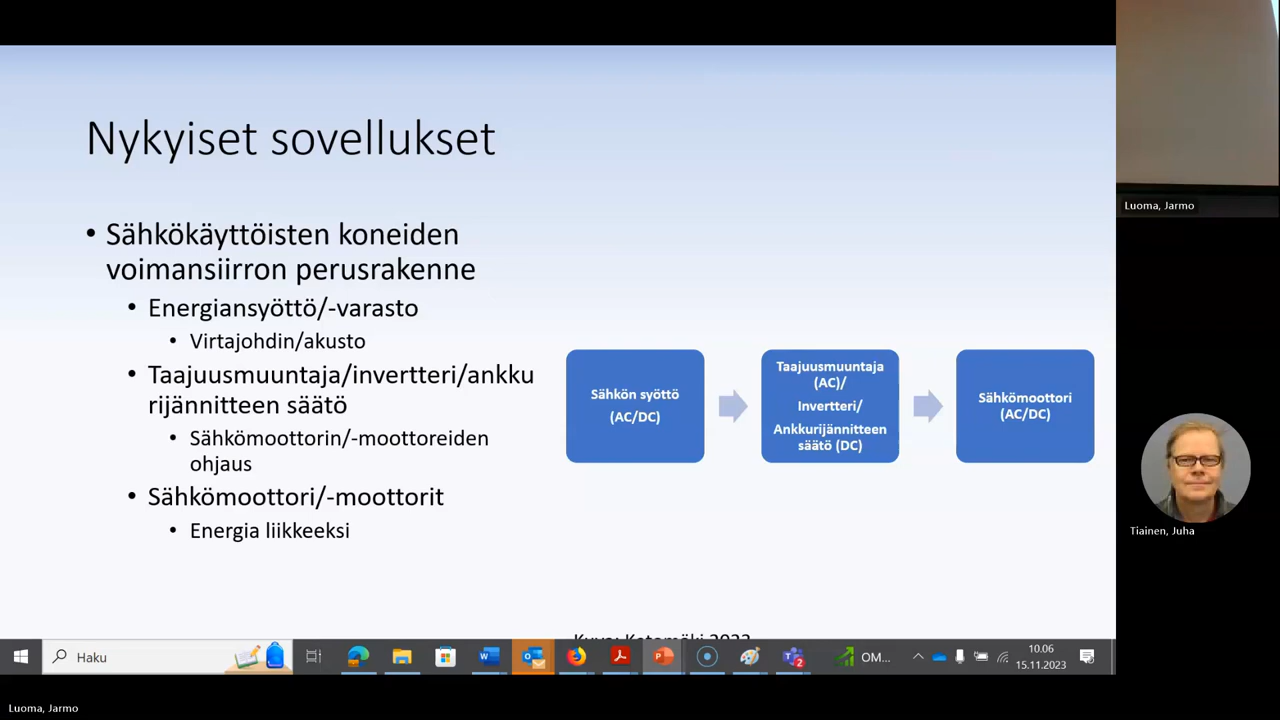 Nykyiset sovellukset
• Sähkökäyttöisten koneiden
voimansiirron perusrakenne
• Energiansyöttö/-varasto
• Virtajohdin/akusto
• Taajuusmuuntaja/invertteri/ankku
rijännitteen säätö
• Sähkömoottorin/-moottoreiden
ohjaus
• Sähkömoottori/-moottorit
• Energia liikkeeksi
Sähkön syöttö
(AC/DC)
Taajuusmuuntaja
(AC)/
Invertteri/
Ankkurijännitteen
säätö (DC)
Sähkömoottori
(AC/DC)
Luoma, Jarmo
Tiainen, Juha
Haku
OM...
10.06
15.11.2023
Luoma, Jarmo